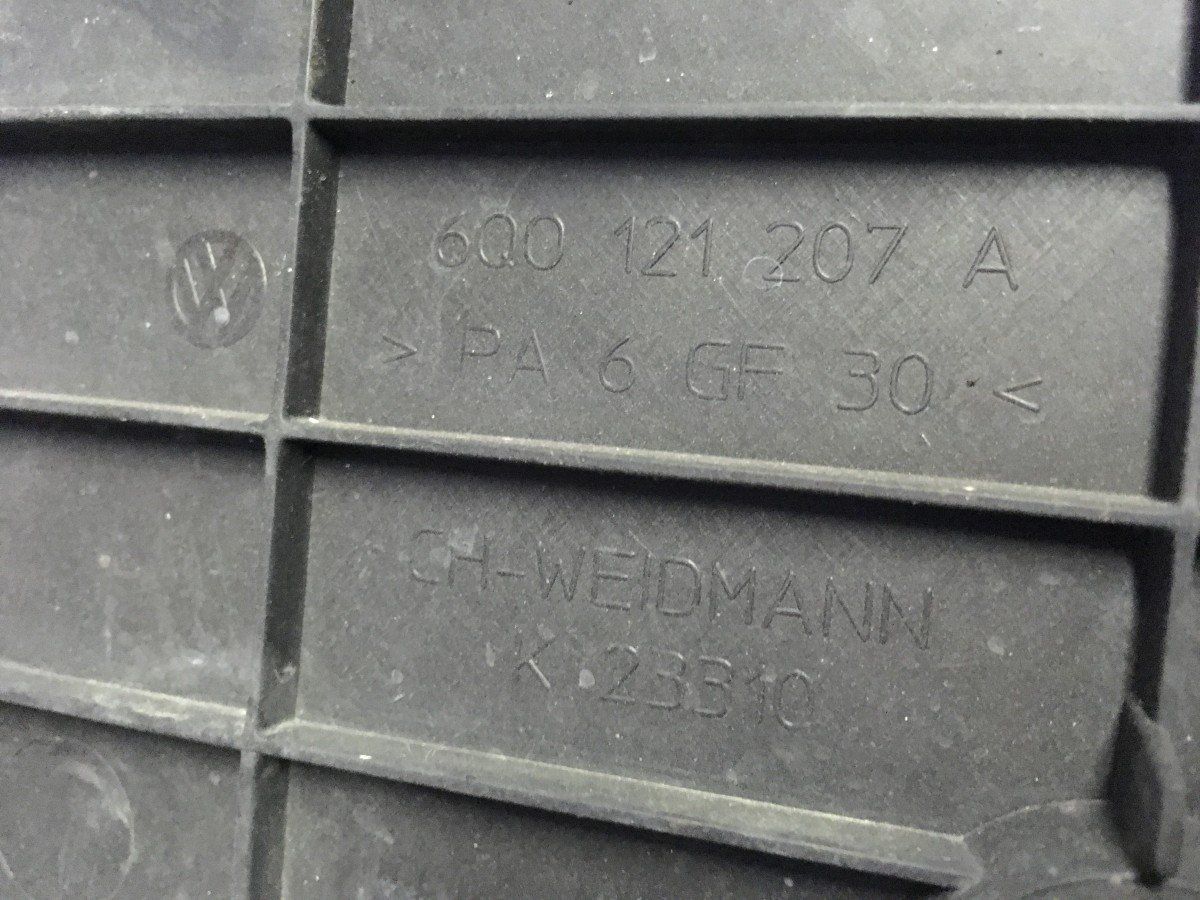 6Q0 121 207 A
> PA 6 GF 30 <
CH-WEIDMANN
K 23310